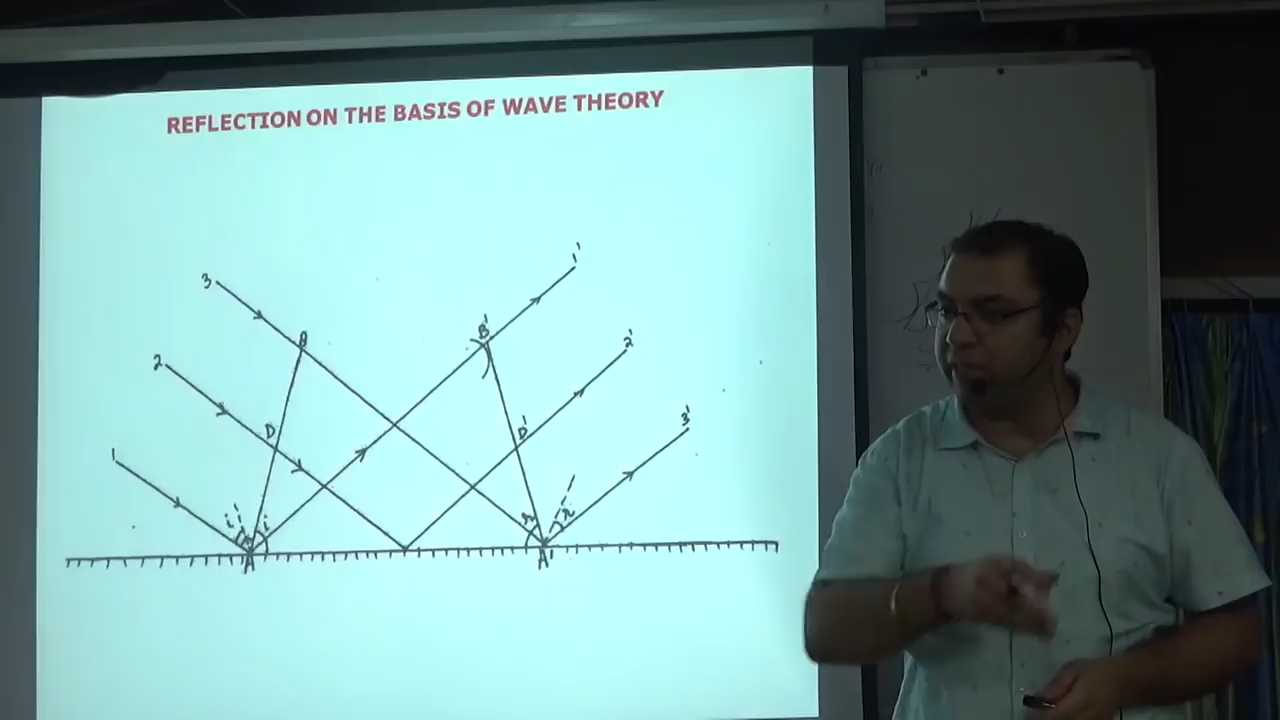 REFLECTION ON THE BASIS OF WAVE THEORY
1'
3
B
B'
2
2'
D
D'
3'
1
i
i
r
r
A
A'